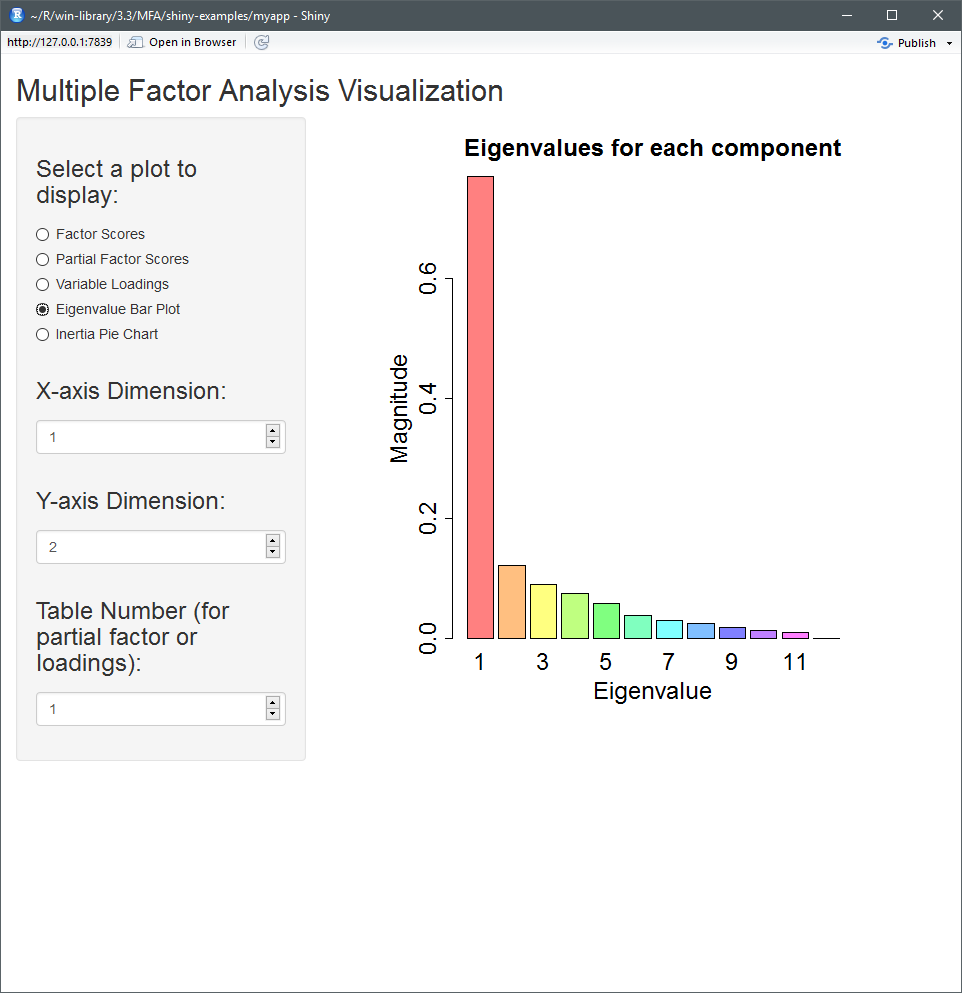 ~/R/win-library/3.3/MFA/shiny-examples/myapp - Shiny
http://127.0.0.1:7839 Open in Browser Publish
Multiple Factor Analysis Visualization
Select a plot to
display:
Factor Scores
Partial Factor Scores
Variable Loadings
Eigenvalue Bar Plot
Inertia Pie Chart
X-axis Dimension:
1
Y-axis Dimension:
2
Table Number (for
partial factor or
loadings):
1
Eigenvalues for each component
Magnitude
0.6
0.4
0.2
0.0
1 3 5 7 9 11
Eigenvalue